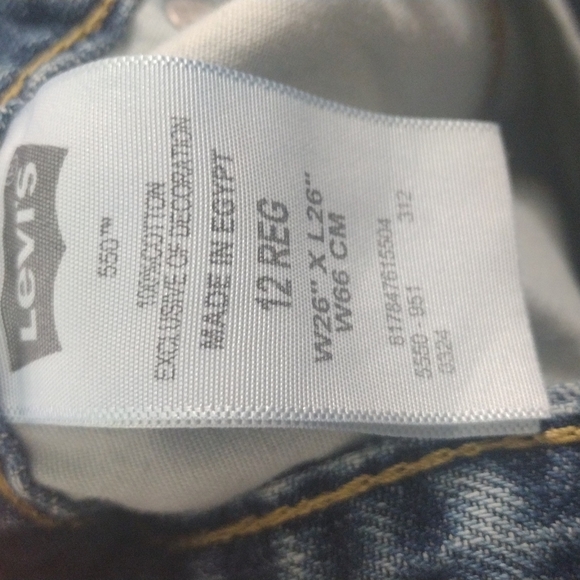 LEVI'S
550™
100%COTTON
EXCLUSIVE OF DECORATION
MADE IN EGYPT
12 REG
W26" X L26"
W66 CM
617847615504 312
5550 - 951
0324